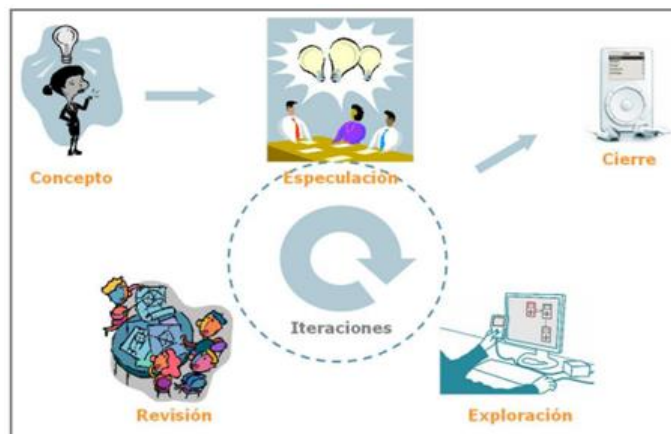 Concepto
Especulación
Cierre
Iteraciones
Revisión
Exploración